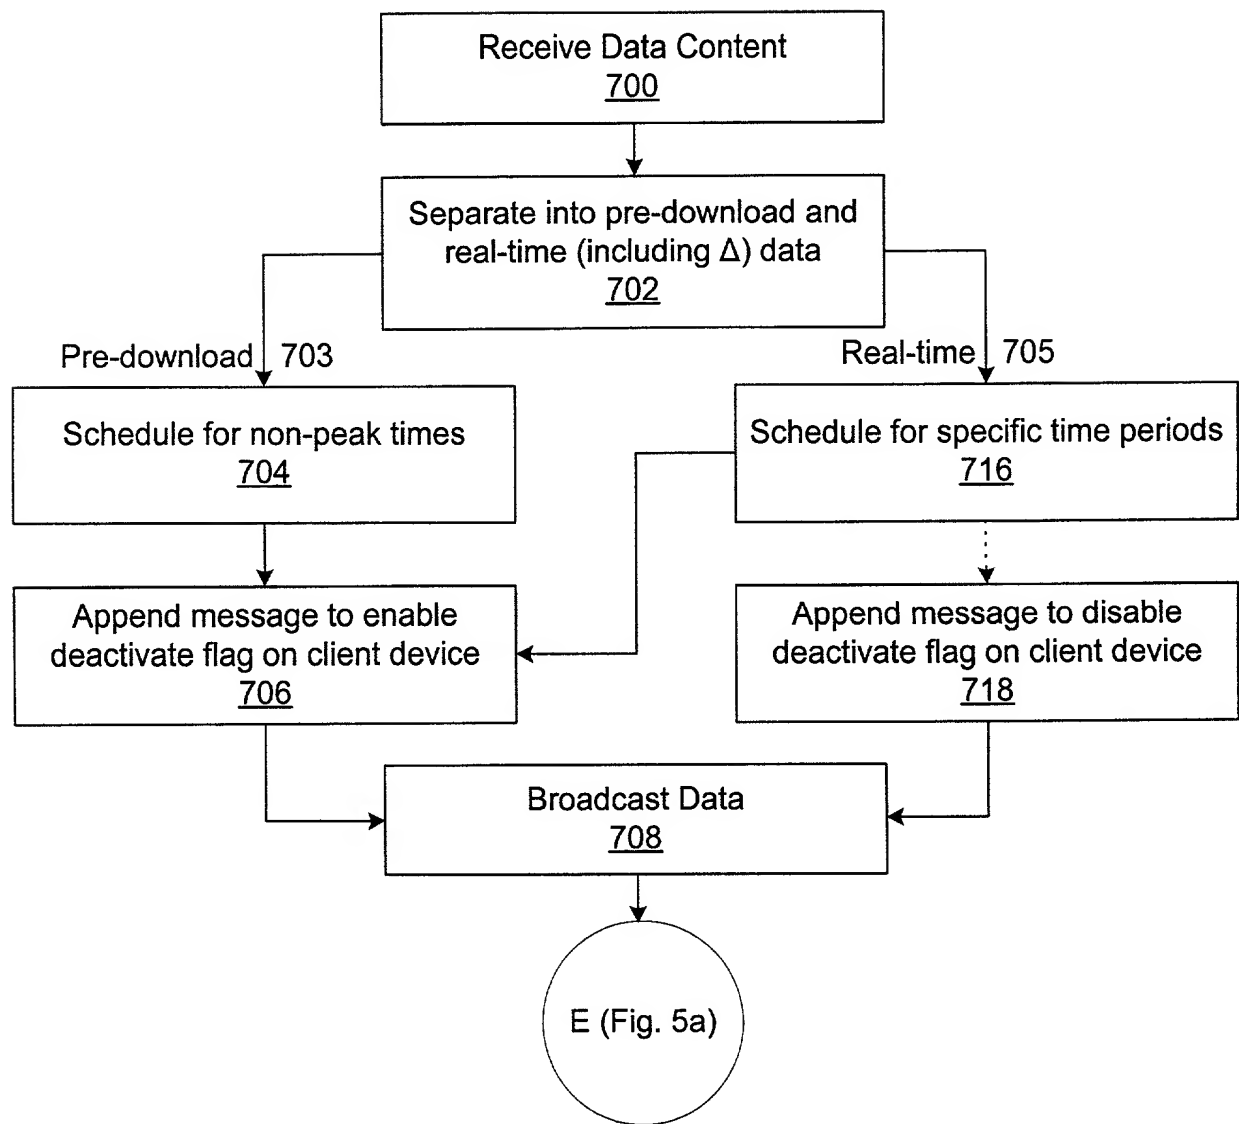 Receive Data Content
700
Separate into pre-download and
real-time (including Δ) data
702
Pre-download 703
Real-time 705
Schedule for non-peak times
704
Schedule for specific time periods
716
Append message to enable
deactivate flag on client device
706
Append message to disable
deactivate flag on client device
718
Broadcast Data
708
E (Fig. 5a)